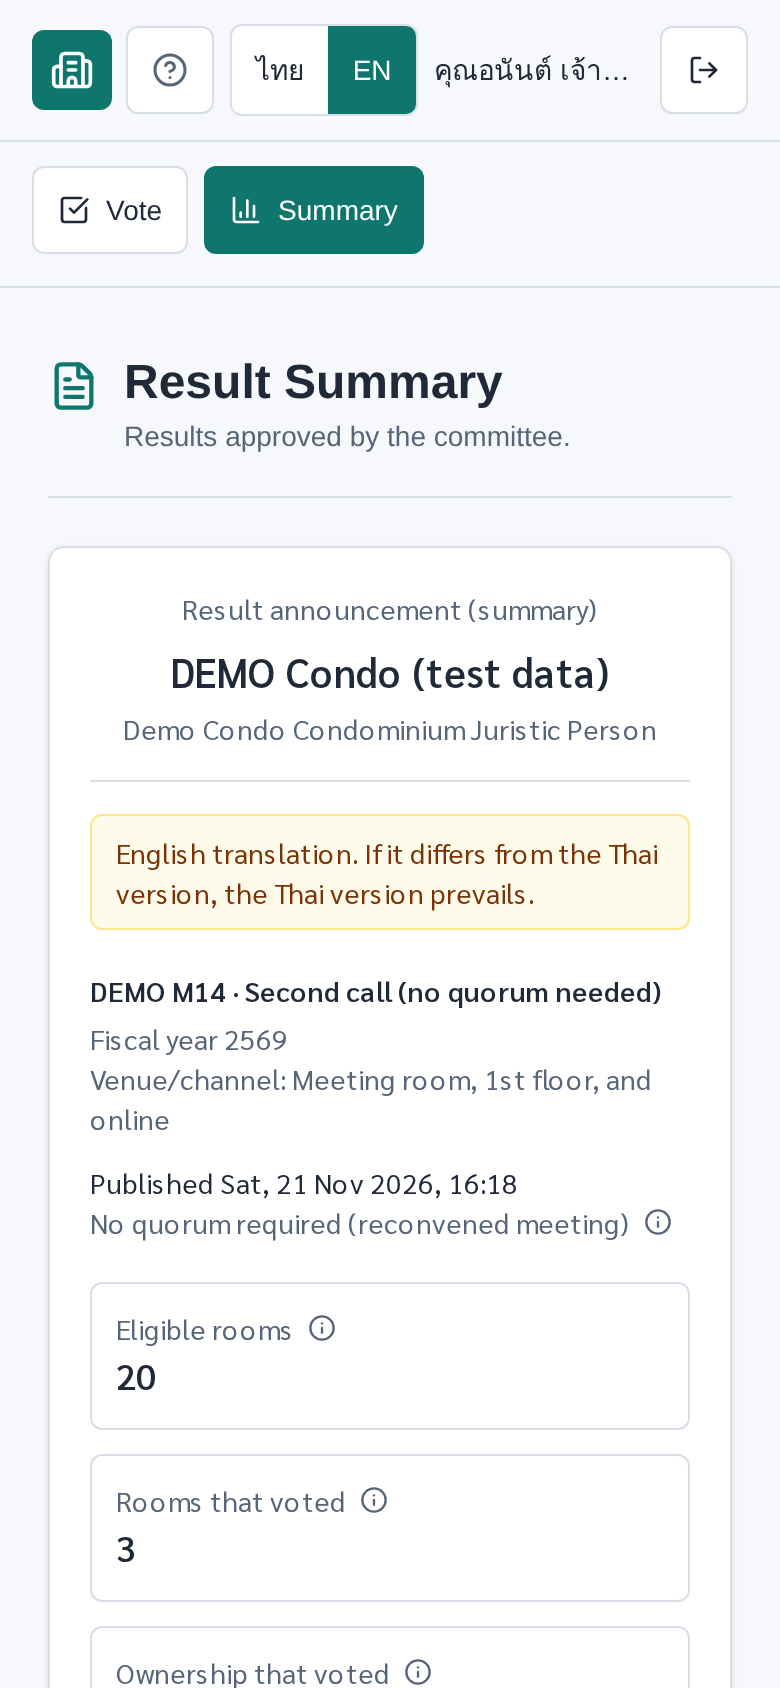 ไทย
EN
คุณอนันต์ เจ้า...
Vote
Summary
Result Summary
Results approved by the committee.
Result announcement (summary)
DEMO Condo (test data)
Demo Condo Condominium Juristic Person
English translation. If it differs from the Thai
version, the Thai version prevails.
DEMO M14 · Second call (no quorum needed)
Fiscal year 2569
Venue/channel: Meeting room, 1st floor, and
online
Published Sat, 21 Nov 2026, 16:18
No quorum required (reconvened meeting)
Eligible rooms
20
Rooms that voted
3
Ownership that voted